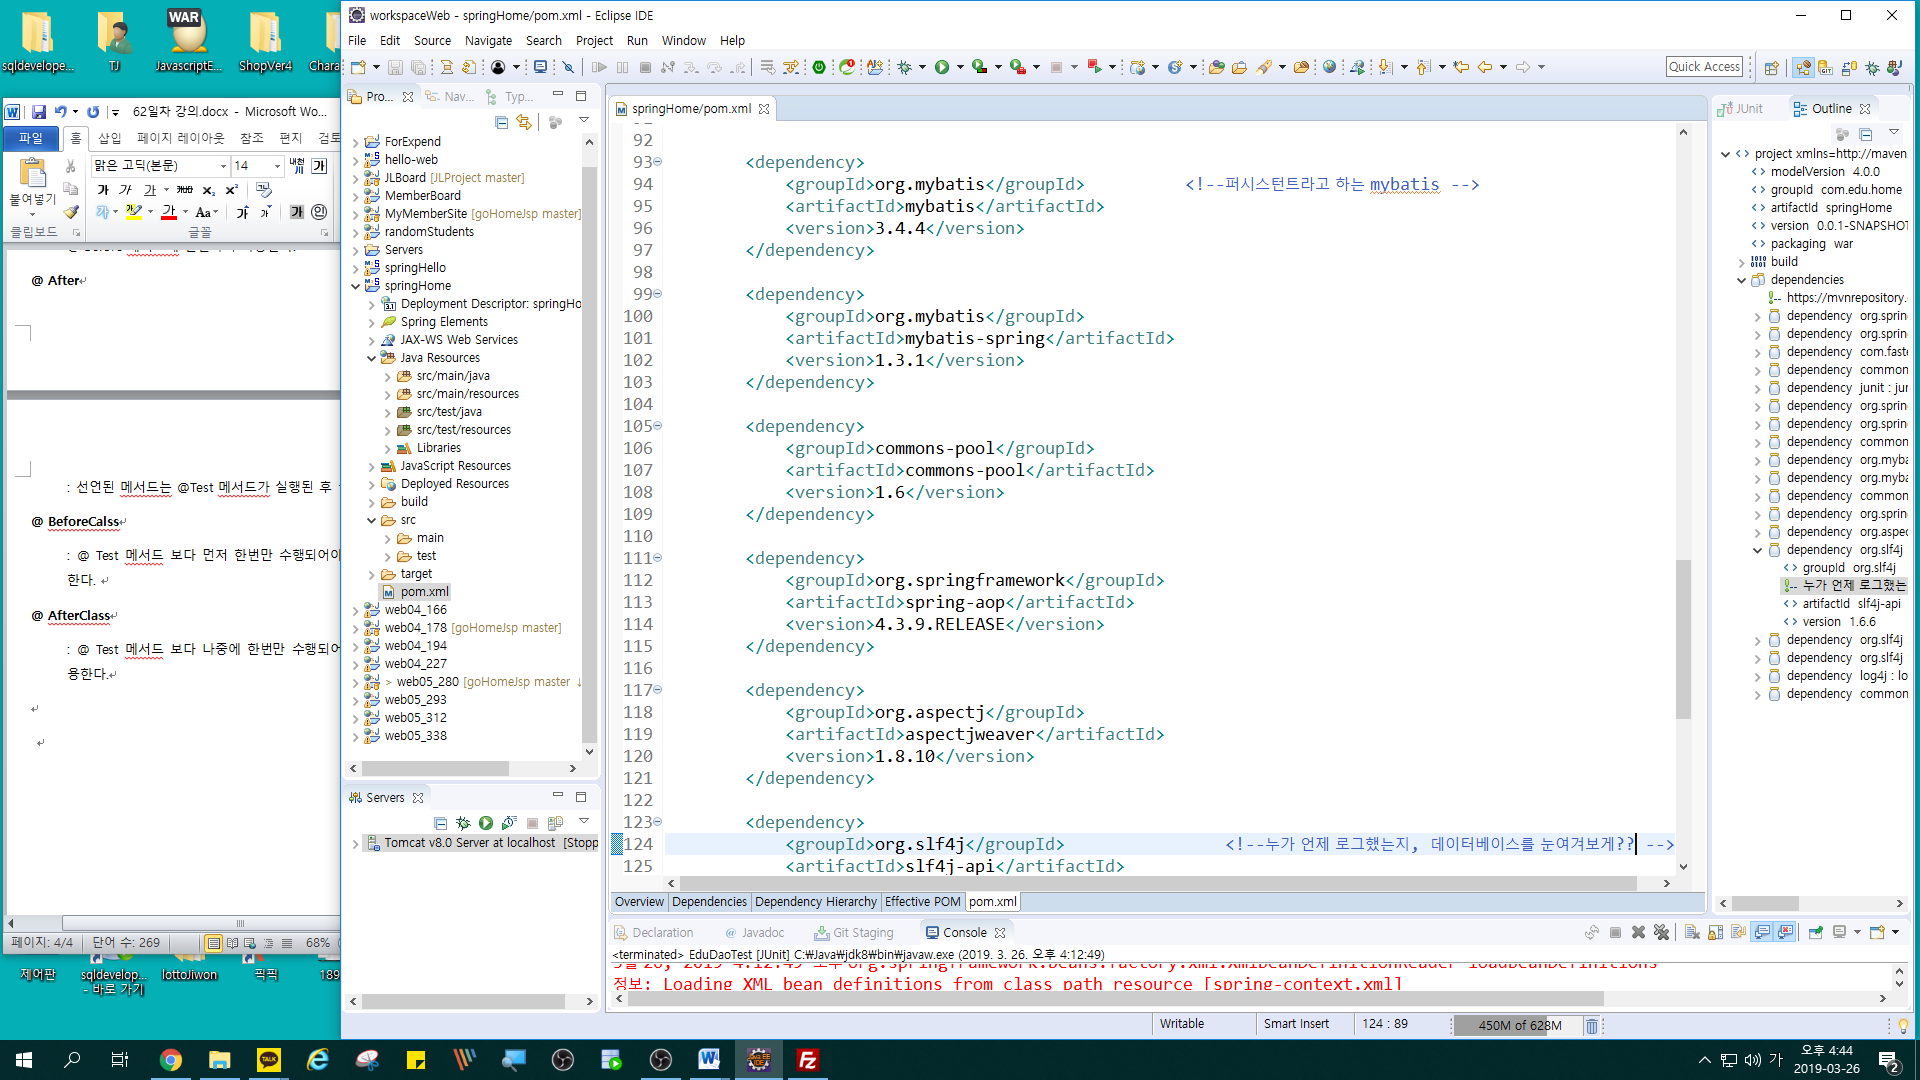 sqldevelope...
TJ
JavascriptE...
ShopVer4
Chara
62일차 강의.docx - Microsoft Wo...
파일 홈 삽입 페이지 레이아웃 참조 편지 검토
맑은 고딕(본문) 14
붙여넣기
클립보드 글꼴
@ After
: 선언된 메서드는 @Test 메서드가 실행된 후
@ BeforeCalss
: @ Test 메서드 보다 먼저 한번만 수행되어야
한다.
@ AfterClass
: @ Test 메서드 보다 나중에 한번만 수행되어
용한다.
페이지: 4/4 단어 수: 269 68%
제어판
sqldevelop...
- 바로 가기
lottoJiwon
픽픽
189
workspaceWeb - springHome/pom.xml - Eclipse IDE
File Edit Source Navigate Search Project Run Window Help
Quick Access
Pro... Nav... Typ...
ForExpend
hello-web
JLBoard [JLProject master]
MemberBoard
MyMemberSite [goHomeJsp master]
randomStudents
Servers
springHello
springHome
Deployment Descriptor: springHo
Spring Elements
JAX-WS Web Services
Java Resources
src/main/java
src/main/resources
src/test/java
src/test/resources
Libraries
JavaScript Resources
Deployed Resources
build
src
main
test
target
pom.xml
web04_166
web04_178 [goHomeJsp master]
web04_194
web04_227
> web05_280 [goHomeJsp master ↓
web05_293
web05_312
web05_338
Servers
Tomcat v8.0 Server at localhost [Stopp
springHome/pom.xml
92
93 <dependency>
94 <groupId>org.mybatis</groupId> <!--퍼시스턴트라고 하는 mybatis -->
95 <artifactId>mybatis</artifactId>
96 <version>3.4.4</version>
97 </dependency>
98
99 <dependency>
100 <groupId>org.mybatis</groupId>
101 <artifactId>mybatis-spring</artifactId>
102 <version>1.3.1</version>
103 </dependency>
104
105 <dependency>
106 <groupId>commons-pool</groupId>
107 <artifactId>commons-pool</artifactId>
108 <version>1.6</version>
109 </dependency>
110
111 <dependency>
112 <groupId>org.springframework</groupId>
113 <artifactId>spring-aop</artifactId>
114 <version>4.3.9.RELEASE</version>
115 </dependency>
116
117 <dependency>
118 <groupId>org.aspectj</groupId>
119 <artifactId>aspectjweaver</artifactId>
120 <version>1.8.10</version>
121 </dependency>
122
123 <dependency>
124 <groupId>org.slf4j</groupId> <!--누가 언제 로그했는지, 데이터베이스를 눈여겨보게?? -->
125 <artifactId>slf4j-api</artifactId>
Overview Dependencies Dependency Hierarchy Effective POM pom.xml
Declaration Javadoc Git Staging Console
<terminated> EduDaoTest [JUnit] C:₩Java₩jdk8₩bin₩javaw.exe (2019. 3. 26. 오후 4:12:49)
3월 26, 2019 4:12:49 오후 org.springframework.beans.factory.xml.XmlBeanDefinitionReader loadBeanDefinitions
정보: Loading XML bean definitions from class path resource [spring-context.xml]
Writable Smart Insert 124 : 89 450M of 628M
JUnit Outline
project xmlns=http://maven
modelVersion 4.0.0
groupId com.edu.home
artifactId springHome
version 0.0.1-SNAPSHOT
packaging war
build
dependencies
https://mvnrepository.
dependency org.spring
dependency org.spring
dependency com.faste
dependency common
dependency junit : jun
dependency org.spring
dependency org.spring
dependency common
dependency org.myba
dependency org.myba
dependency common
dependency org.spring
dependency org.aspec
dependency org.slf4j
groupId org.slf4j
누가 언제 로그했는
artifactId slf4j-api
version 1.6.6
dependency org.slf4j
dependency org.slf4j
dependency log4j : lo
dependency common
가
오후 4:44
2019-03-26
2